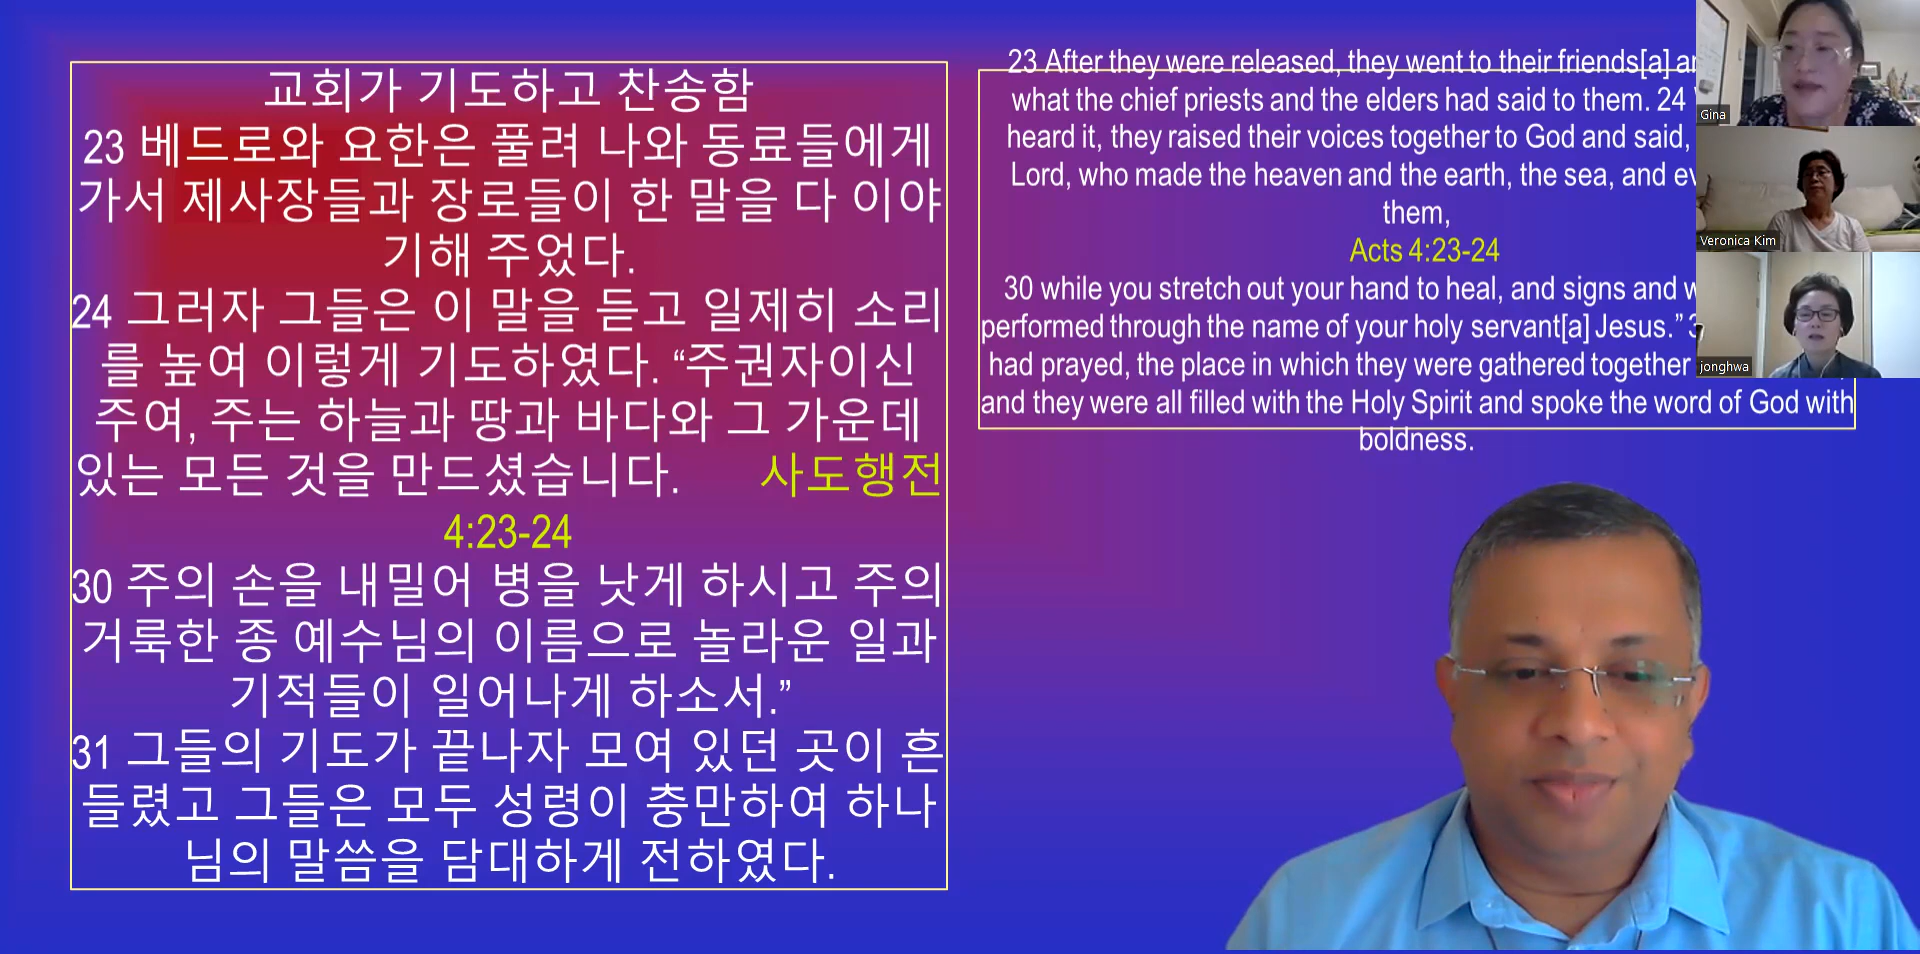 교회가 기도하고 찬송함
23 베드로와 요한은 풀려 나와 동료들에게
가서 제사장들과 장로들이 한 말을 다 이야
기해 주었다.
24 그러자 그들은 이 말을 듣고 일제히 소리
를 높여 이렇게 기도하였다. “주권자이신
주여, 주는 하늘과 땅과 바다와 그 가운데
있는 모든 것을 만드셨습니다. 사도행전
4:23-24
30 주의 손을 내밀어 병을 낫게 하시고 주의
거룩한 종 예수님의 이름으로 놀라운 일과
기적들이 일어나게 하소서.”
31 그들의 기도가 끝나자 모여 있던 곳이 흔
들렸고 그들은 모두 성령이 충만하여 하나
님의 말씀을 담대하게 전하였다.
23 After they were released, they went to their friends[a]
what the chief priests and the elders had said to them. 24
heard it, they raised their voices together to God and said,
Lord, who made the heaven and the earth, the sea, and
them,
Acts 4:23-24
30 while you stretch out your hand to heal, and signs and
performed through the name of your holy servant[a] Jesus.”
had prayed, the place in which they were gathered together
and they were all filled with the Holy Spirit and spoke the word of God with
boldness.
Gina
Veronica Kim
jonghwa